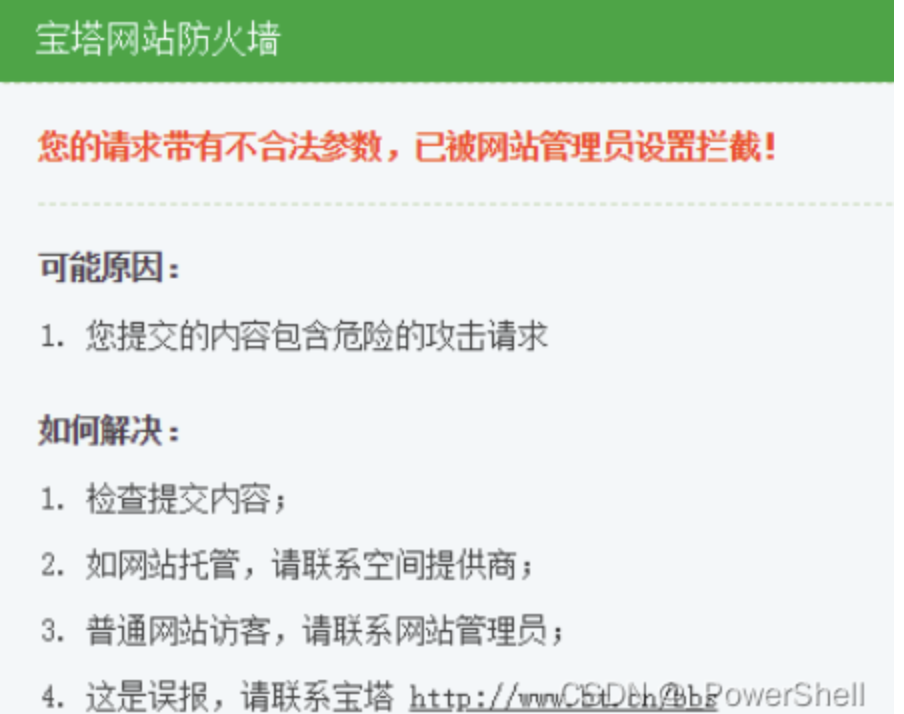 宝塔网站防火墙
您的请求带有不合法参数，已被网站管理员设置拦截！
可能原因：
1. 您提交的内容包含危险的攻击请求
如何解决：
1. 检查提交内容；
2. 如网站托管，请联系空间提供商；
3. 普通网站访客，请联系网站管理员；
4. 这是误报，请联系宝塔 http://www.bt.cn/bbs
CSDN @b PowerShell